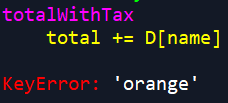 totalWithTax
total += D[name]
KeyError: 'orange'